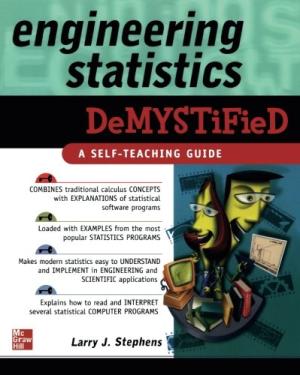 engineering
statistics
DeMYSTiFieD
A SELF-TEACHING GUIDE
COMBINES traditional calculus CONCEPTS
with EXPLANATIONS of statistical
software programs
Loaded with EXAMPLES from the most
popular STATISTICS PROGRAMS
Makes modern statistics easy to UNDERSTAND
and IMPLEMENT in ENGINEERING and
SCIENTIFIC applications
Explains how to read and INTERPRET
several statistical COMPUTER PROGRAMS
Mc
Graw
Hill
Larry J. Stephens